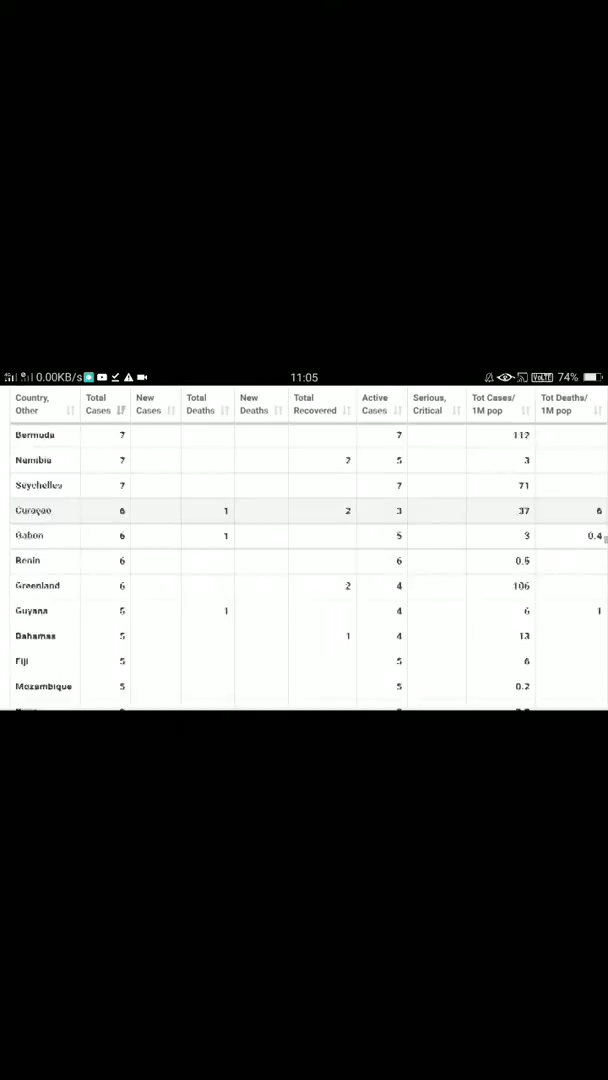 0.00KB/s 11:05 VoLTE 74%
Country, Other Total Cases New Cases Total Deaths New Deaths Total Recovered Active Cases Serious, Critical Tot Cases/ 1M pop Tot Deaths/ 1M pop
Bermuda 7 7 112
Namibia 7 2 5 3
Seychelles 7 7 71
Curaçao 6 1 2 3 37 6
Gabon 6 1 5 3 0.4
Benin 6 6 0.5
Greenland 6 2 4 106
Guyana 5 1 4 6 1
Bahamas 5 1 4 13
Fiji 5 5 6
Mozambique 5 5 0.2